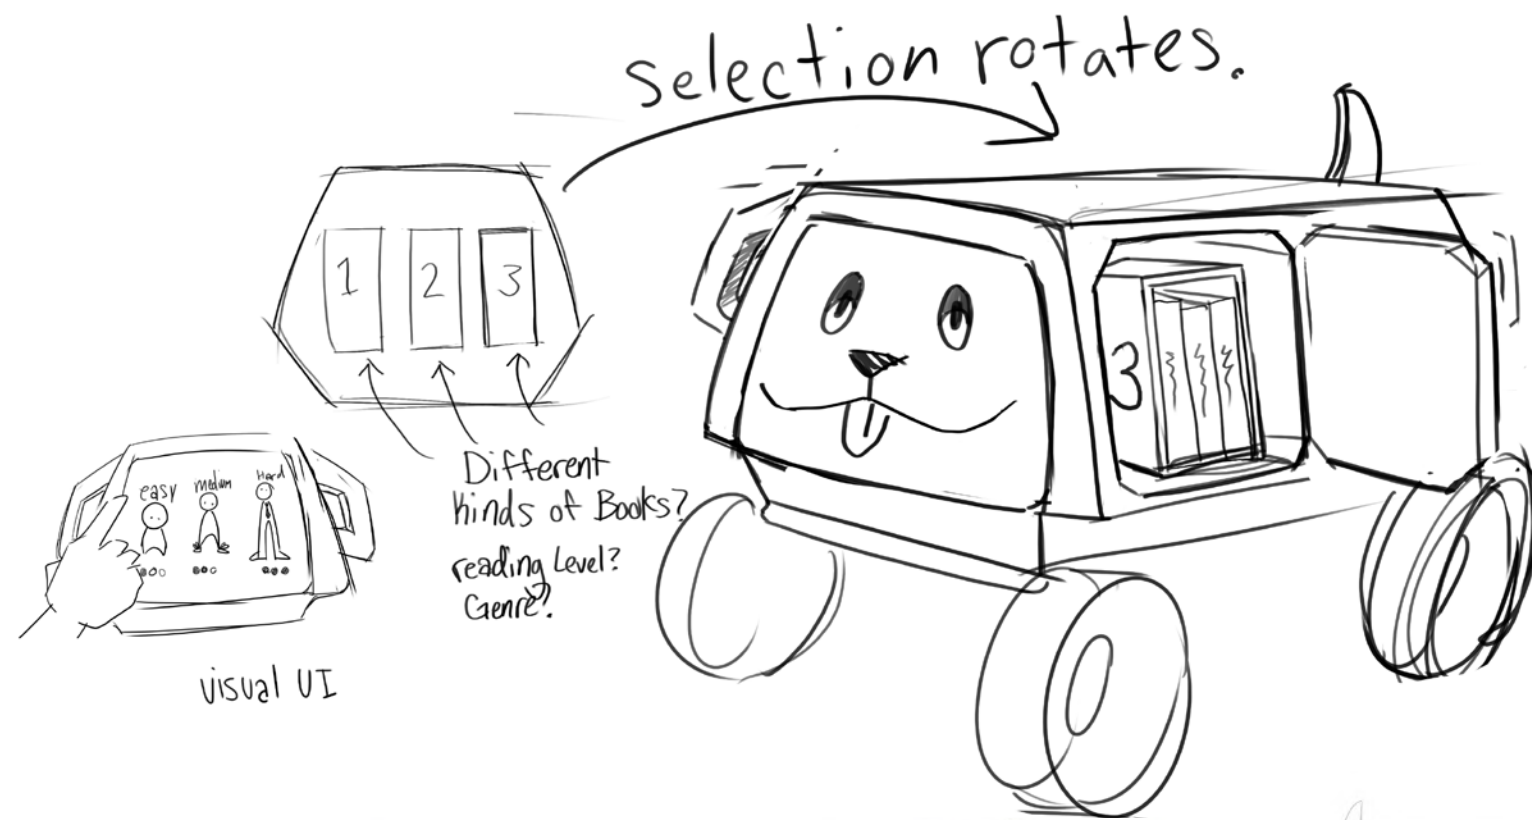 selection rotates.
1 2 3
3
Different
kinds of Books?
reading Level?
Genre?
easy medium Hard
visual UI